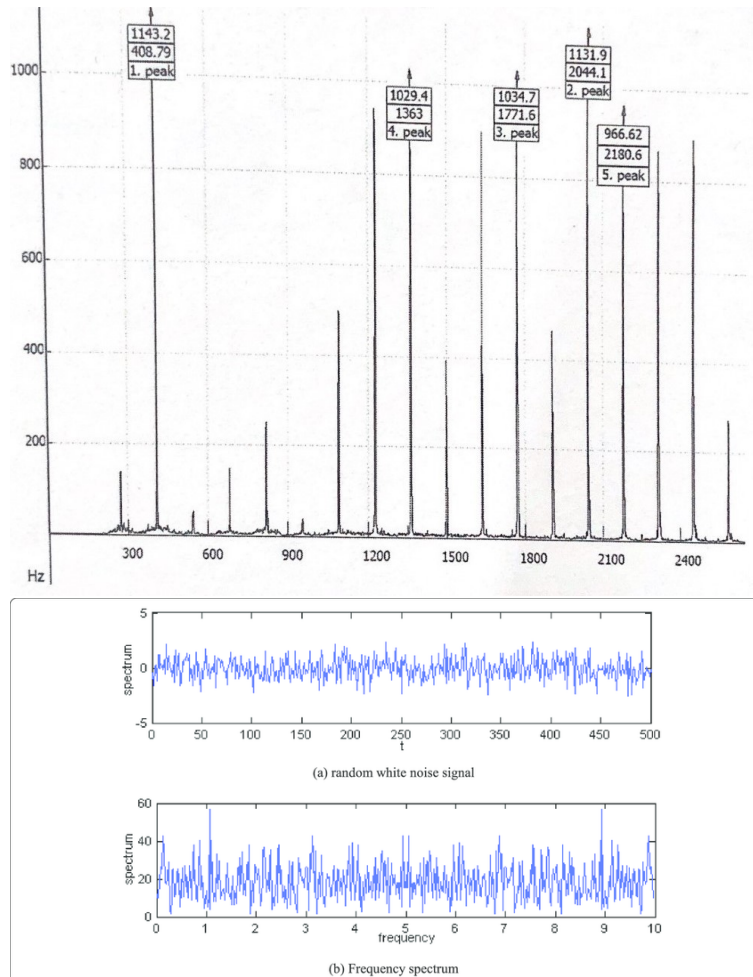 1143.2
408.79
1. peak
1131.9
2044.1
2. peak
1029.4
1363
4. peak
1034.7
1771.6
3. peak
966.62
2180.6
5. peak
1000
800
600
400
200
300 600 900 1200 1500 1800 2100 2400
Hz
5
0
-5
spectrum
0 50 100 150 200 250 300 350 400 450 500
t
(a) random white noise signal
60
40
20
0
spectrum
0 1 2 3 4 5 6 7 8 9 10
frequency
(b) Frequency spectrum